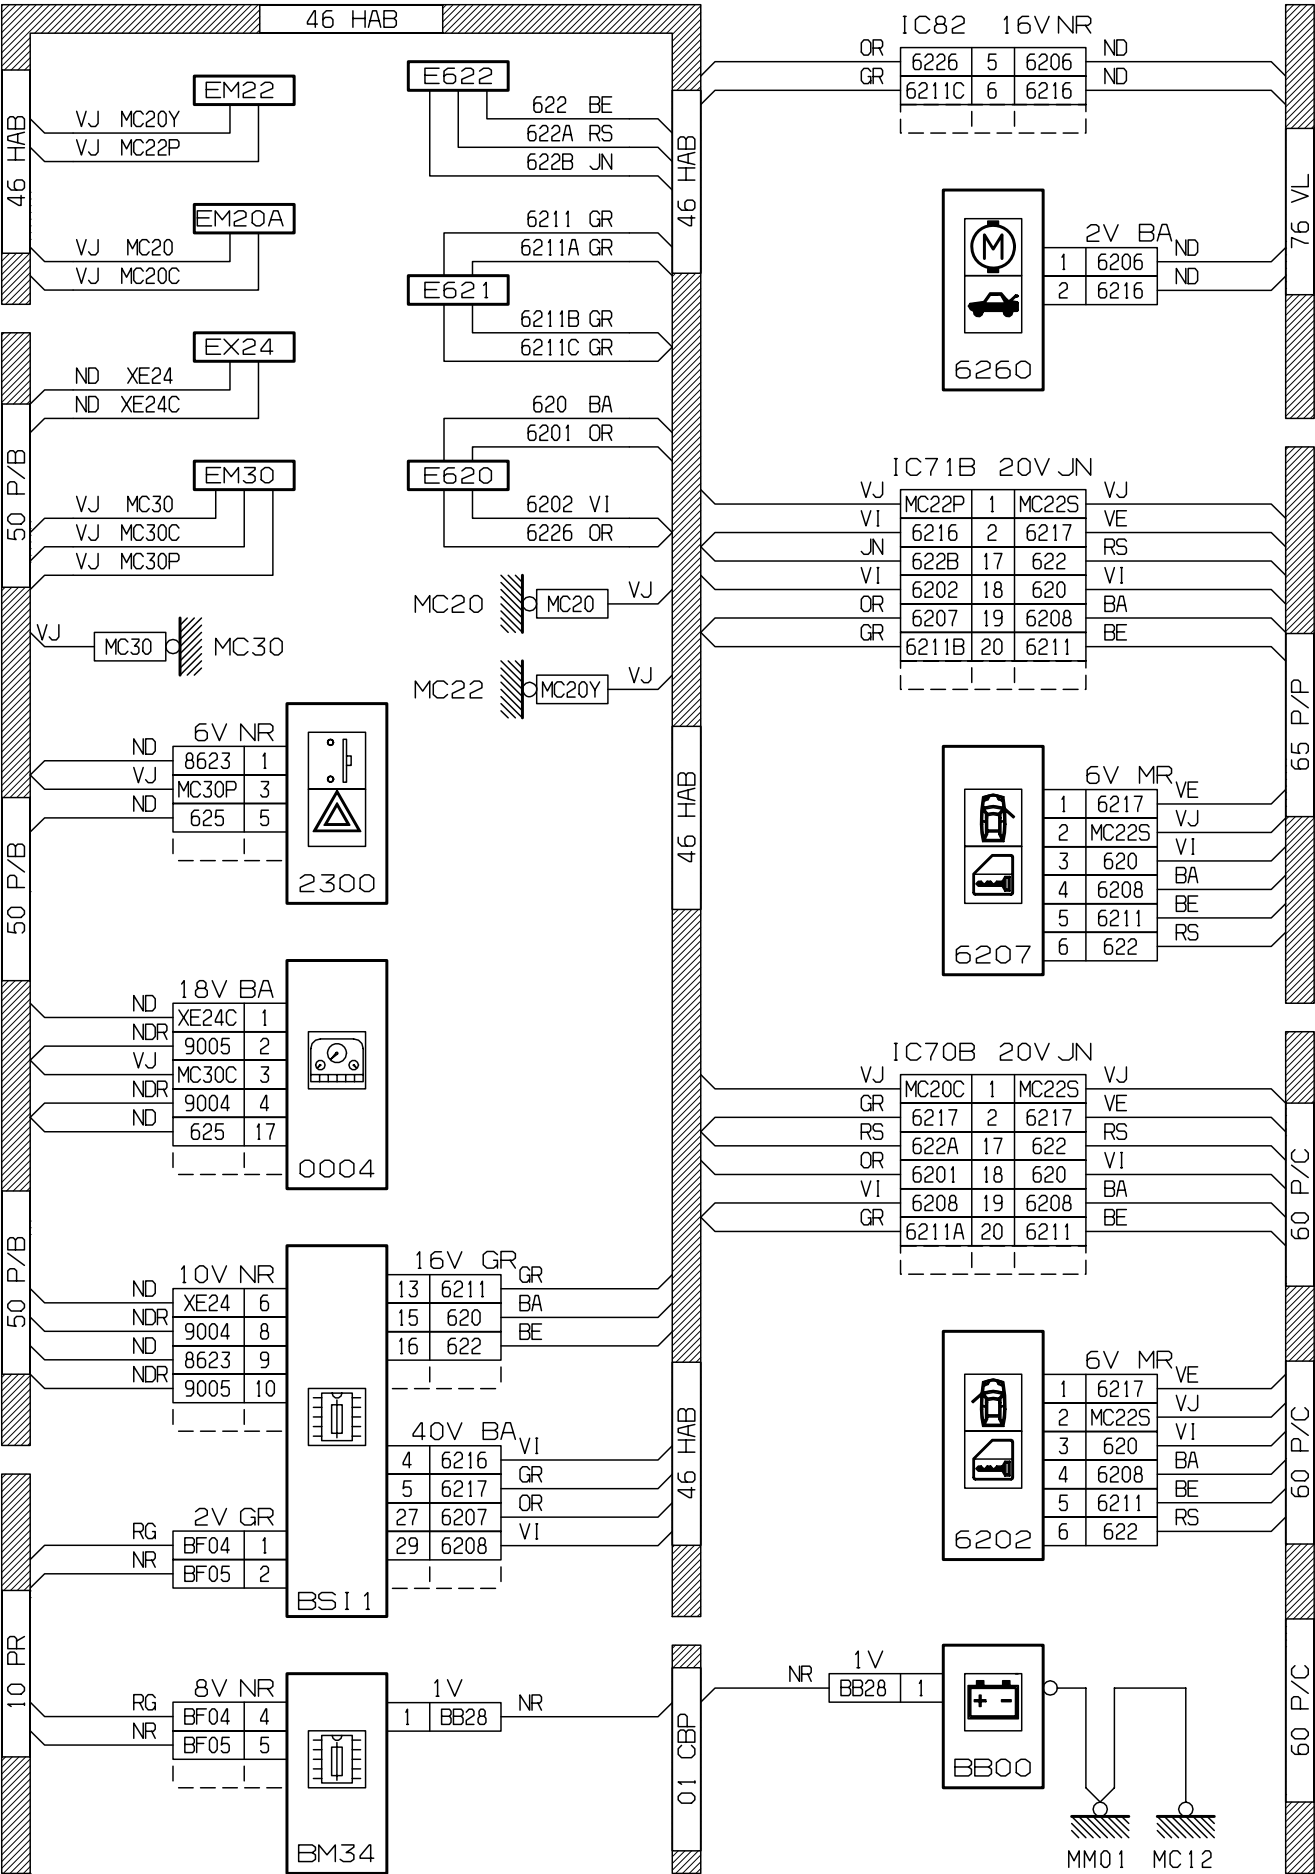 46 HAB
46 HAB
EM22
VJ MC20Y
VJ MC22P
EM20A
VJ MC20
VJ MC20C
50 P/B
EX24
ND XE24
ND XE24C
EM30
VJ MC30
VJ MC30C
VJ MC30P
VJ MC30 MC30
E622
622 BE
622A RS
622B JN
6211 GR
6211A GR
E621
6211B GR
6211C GR
620 BA
6201 OR
E620
6202 VI
6226 OR
MC20 MC20 VJ
MC22 MC20Y VJ
46 HAB
50 P/B
6V NR
ND 8623 1
VJ MC30P 3
ND 625 5
2300
18V BA
ND XE24C 1
NDR 9005 2
VJ MC30C 3
NDR 9004 4
ND 625 17
0004
50 P/B
10V NR
ND XE24 6
NDR 9004 8
ND 8623 9
NDR 9005 10
2V GR
RG BF04 1
NR BF05 2
16V GR
13 6211 GR
15 620 BA
16 622 BE
40V BA
4 6216 VI
5 6217 GR
27 6207 OR
29 6208 VI
BSI1
46 HAB
46 HAB
10 PR
8V NR
RG BF04 4
NR BF05 5
1V
1 BB28 NR
BM34
01 CBP
IC82 16V NR
OR 6226 5 6206 ND
GR 6211C 6 6216 ND
76 VL
2V BA
1 6206 ND
2 6216 ND
M
6260
IC71B 20V JN
VJ MC22P 1 MC22S VJ
VI 6216 2 6217 VE
JN 622B 17 622 RS
VI 6202 18 620 VI
OR 6207 19 6208 BA
GR 6211B 20 6211 BE
65 P/P
6V MR
1 6217 VE
2 MC22S VJ
3 620 VI
4 6208 BA
5 6211 BE
6 622 RS
6207
IC70B 20V JN
VJ MC20C 1 MC22S VJ
GR 6217 2 6217 VE
RS 622A 17 622 RS
OR 6201 18 620 VI
VI 6208 19 6208 BA
GR 6211A 20 6211 BE
60 P/C
6V MR
1 6217 VE
2 MC22S VJ
3 620 VI
4 6208 BA
5 6211 BE
6 622 RS
6202
60 P/C
1V
NR BB28 1
+ -
BB00
60 P/C
MM01 MC12